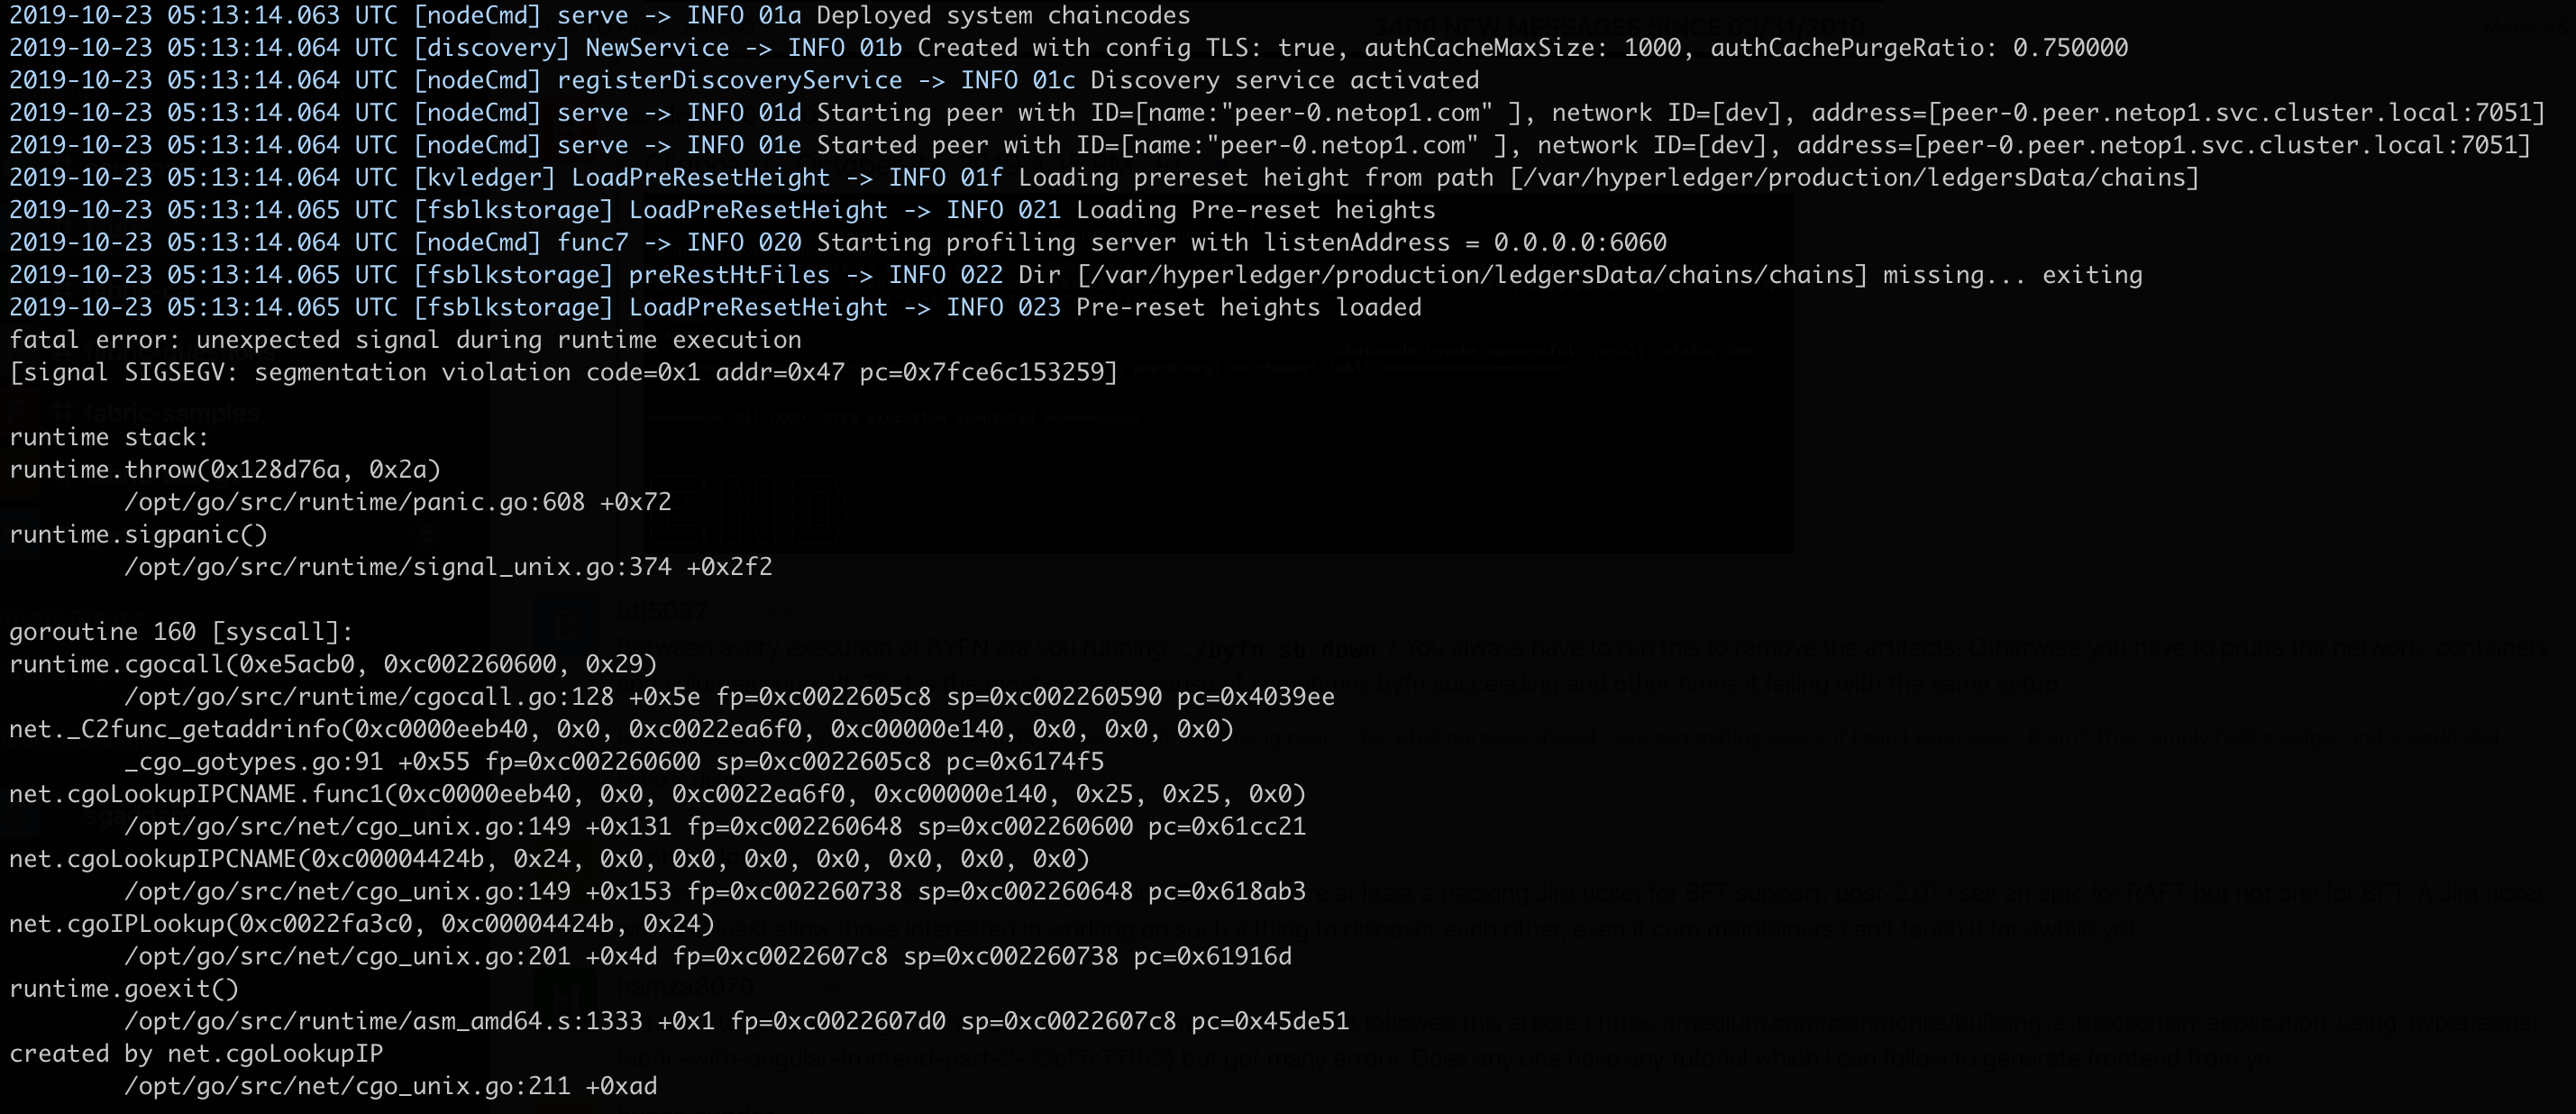 2019-10-23 05:13:14.063 UTC [nodeCmd] serve -> INFO 01a Deployed system chaincodes
2019-10-23 05:13:14.064 UTC [discovery] NewService -> INFO 01b Created with config TLS: true, authCacheMaxSize: 1000, authCachePurgeRatio: 0.750000
2019-10-23 05:13:14.064 UTC [nodeCmd] registerDiscoveryService -> INFO 01c Discovery service activated
2019-10-23 05:13:14.064 UTC [nodeCmd] serve -> INFO 01d Starting peer with ID=[name:"peer-0.netop1.com" ], network ID=[dev], address=[peer-0.peer.netop1.svc.cluster.local:7051]
2019-10-23 05:13:14.064 UTC [nodeCmd] serve -> INFO 01e Started peer with ID=[name:"peer-0.netop1.com" ], network ID=[dev], address=[peer-0.peer.netop1.svc.cluster.local:7051]
2019-10-23 05:13:14.064 UTC [kvledger] LoadPreResetHeight -> INFO 01f Loading prereset height from path [/var/hyperledger/production/ledgersData/chains]
2019-10-23 05:13:14.065 UTC [fsblkstorage] LoadPreResetHeight -> INFO 021 Loading Pre-reset heights
2019-10-23 05:13:14.064 UTC [nodeCmd] func7 -> INFO 020 Starting profiling server with listenAddress = 0.0.0.0:6060
2019-10-23 05:13:14.065 UTC [fsblkstorage] preRestHtFiles -> INFO 022 Dir [/var/hyperledger/production/ledgersData/chains/chains] missing... exiting
2019-10-23 05:13:14.065 UTC [fsblkstorage] LoadPreResetHeight -> INFO 023 Pre-reset heights loaded
fatal error: unexpected signal during runtime execution
[signal SIGSEGV: segmentation violation code=0x1 addr=0x47 pc=0x7fce6c153259]
runtime stack:
runtime.throw(0x128d76a, 0x2a)
/opt/go/src/runtime/panic.go:608 +0x72
runtime.sigpanic()
/opt/go/src/runtime/signal_unix.go:374 +0x2f2
goroutine 160 [syscall]:
runtime.cgocall(0xe5acb0, 0xc002260600, 0x29)
/opt/go/src/runtime/cgocall.go:128 +0x5e fp=0xc0022605c8 sp=0xc002260590 pc=0x4039ee
net._C2func_getaddrinfo(0xc0000eeb40, 0x0, 0xc0022ea6f0, 0xc00000e140, 0x0, 0x0, 0x0)
_cgo_gotypes.go:91 +0x55 fp=0xc002260600 sp=0xc0022605c8 pc=0x6174f5
net.cgoLookupIPCNAME.func1(0xc0000eeb40, 0x0, 0xc0022ea6f0, 0xc00000e140, 0x25, 0x25, 0x0)
/opt/go/src/net/cgo_unix.go:149 +0x131 fp=0xc002260648 sp=0xc002260600 pc=0x61cc21
net.cgoLookupIPCNAME(0xc00004424b, 0x24, 0x0, 0x0, 0x0, 0x0, 0x0, 0x0, 0x0)
/opt/go/src/net/cgo_unix.go:149 +0x153 fp=0xc002260738 sp=0xc002260648 pc=0x618ab3
net.cgoIPLookup(0xc0022fa3c0, 0xc00004424b, 0x24)
/opt/go/src/net/cgo_unix.go:201 +0x4d fp=0xc0022607c8 sp=0xc002260738 pc=0x61916d
runtime.goexit()
/opt/go/src/runtime/asm_amd64.s:1333 +0x1 fp=0xc0022607d0 sp=0xc0022607c8 pc=0x45de51
created by net.cgoLookupIP
/opt/go/src/net/cgo_unix.go:211 +0xad